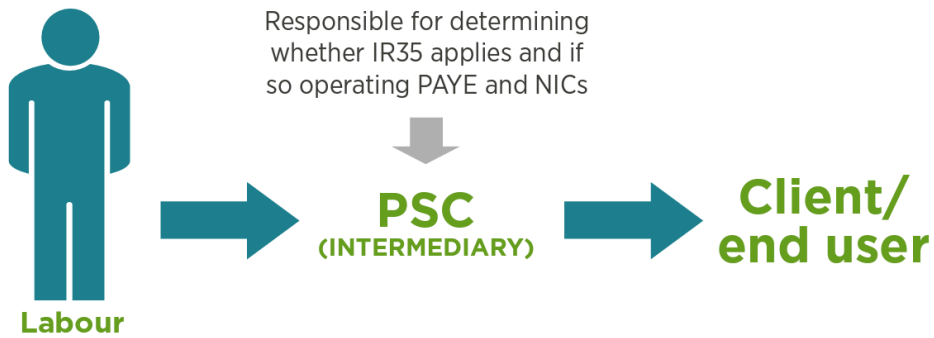 Responsible for determining
whether IR35 applies and if
so operating PAYE and NICs
PSC
(INTERMEDIARY)
Client/
end user
Labour